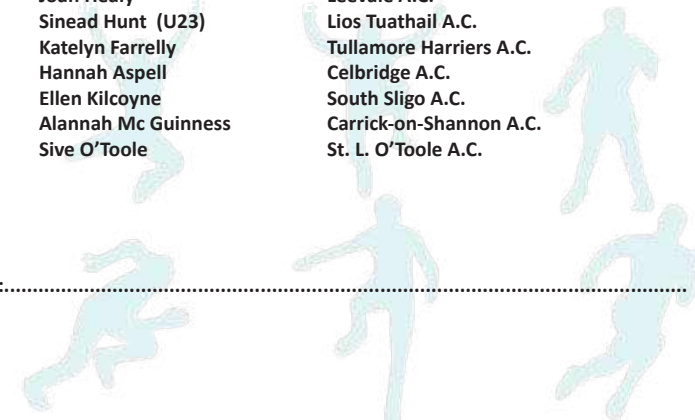 Sinead Hunt (U23) Lios Tuathail A.C.
Katelyn Farrelly Tullamore Harriers A.C.
Hannah Aspell Celbridge A.C.
Ellen Kilcoyne South Sligo A.C.
Alannah Mc Guinness Carrick-on-Shannon A.C.
Sive O’Toole St. L. O’Toole A.C.